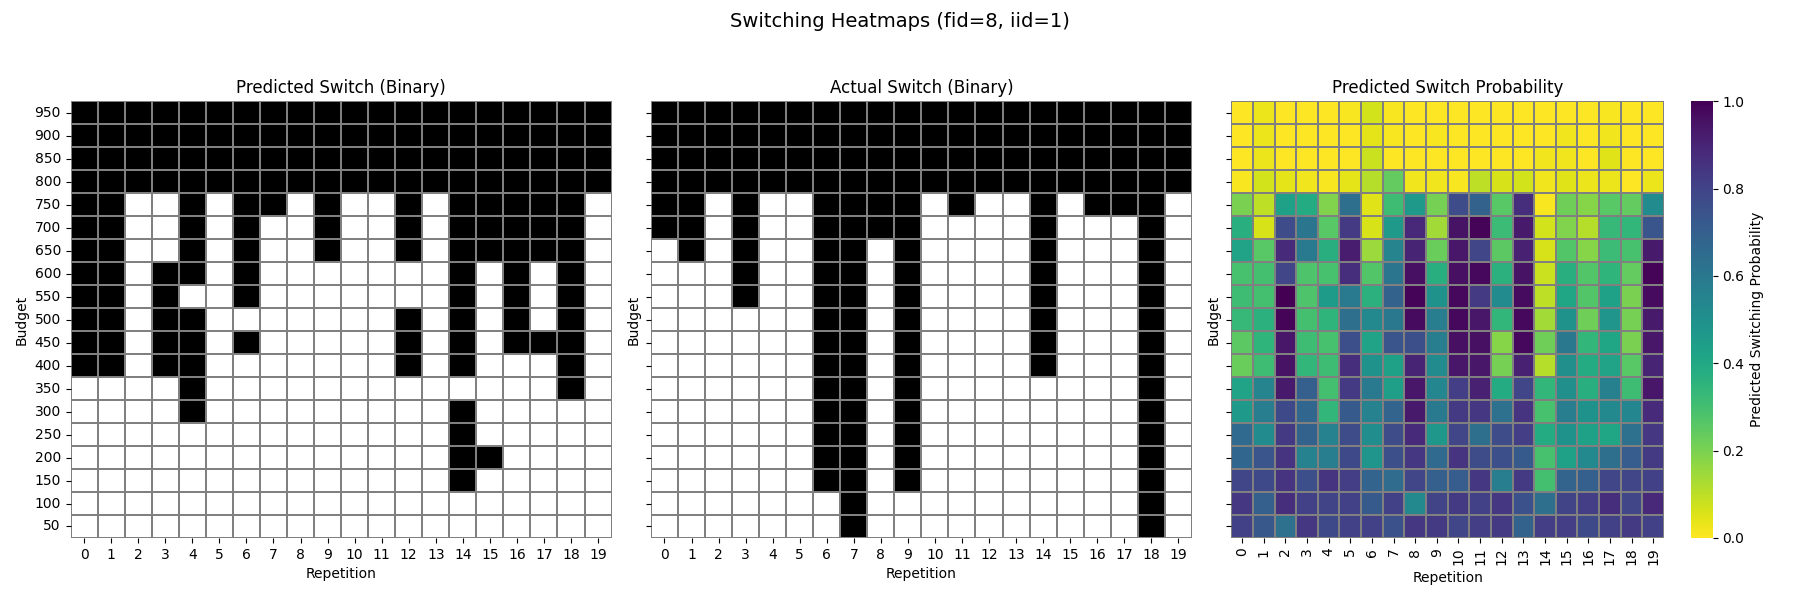 Switching Heatmaps (fid=8, iid=1)
Predicted Switch (Binary)
Actual Switch (Binary)
Predicted Switch Probability
950
900
850
800
750
700
650
600
550
500
450
400
350
300
250
200
150
100
50
Budget
0 1 2 3 4 5 6 7 8 9 10 11 12 13 14 15 16 17 18 19
Repetition
Budget
0 1 2 3 4 5 6 7 8 9 10 11 12 13 14 15 16 17 18 19
Repetition
Budget
0 1 2 3 4 5 6 7 8 9 10 11 12 13 14 15 16 17 18 19
Repetition
1.0
0.8
0.6
0.4
0.2
0.0
Predicted Switching Probability